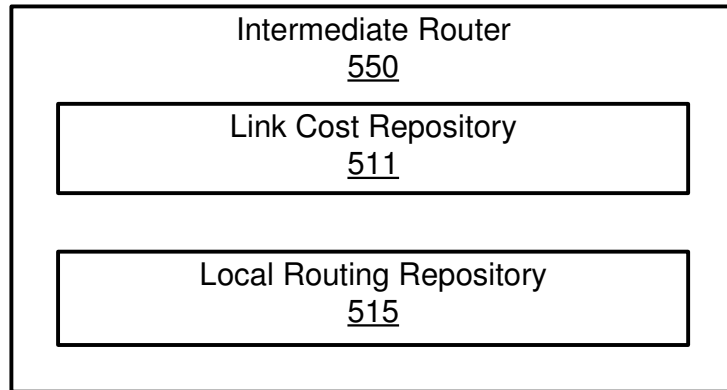 Intermediate Router
550
Link Cost Repository
511
Local Routing Repository
515